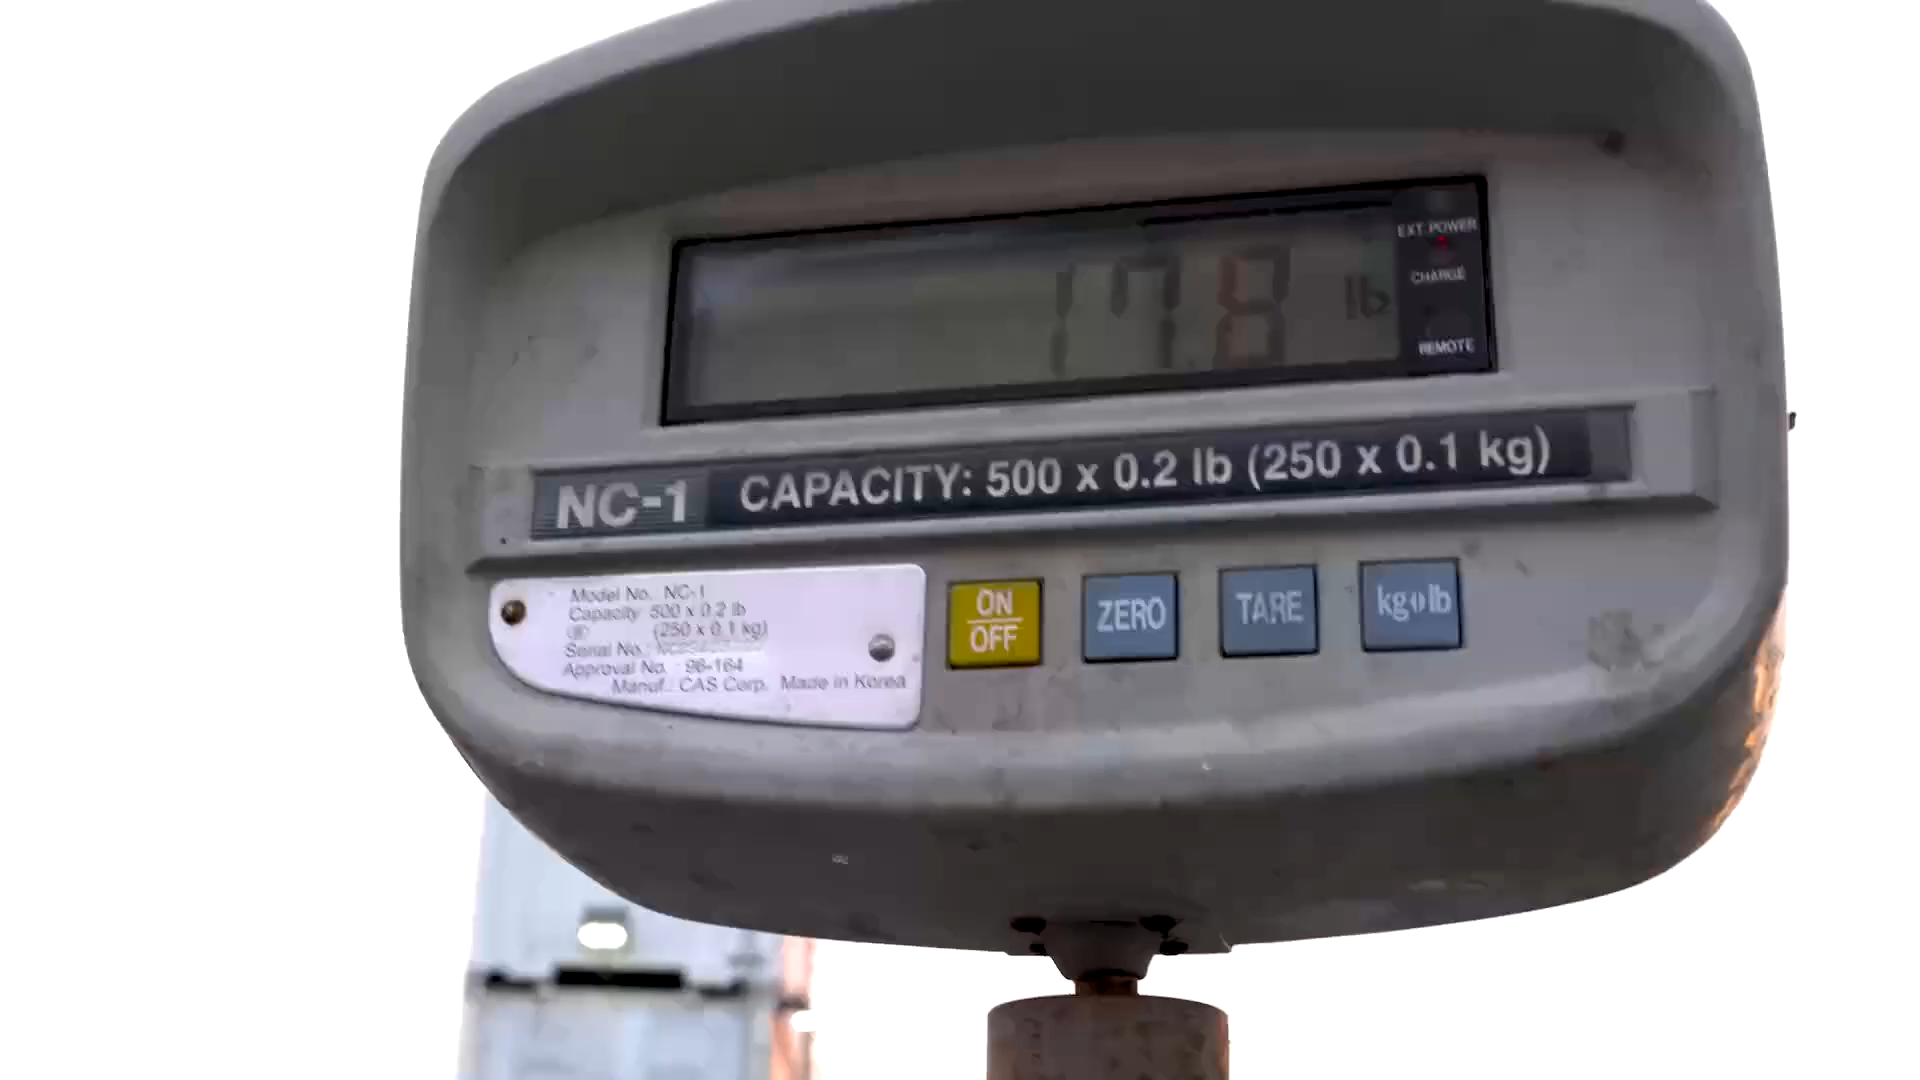 178 lb
EXT.POWER
CHARGE
REMOTE
NC-1 CAPACITY: 500 x 0.2 lb (250 x 0.1 kg)
Model No. NC-1
Capacity 500 x 0.2 lb
(250 x 0.1 kg)
Serial No.:
Approval No. : 96-164
Manuf.: CAS Corp. Made in Korea
ON
OFF
ZERO
TARE
kg lb